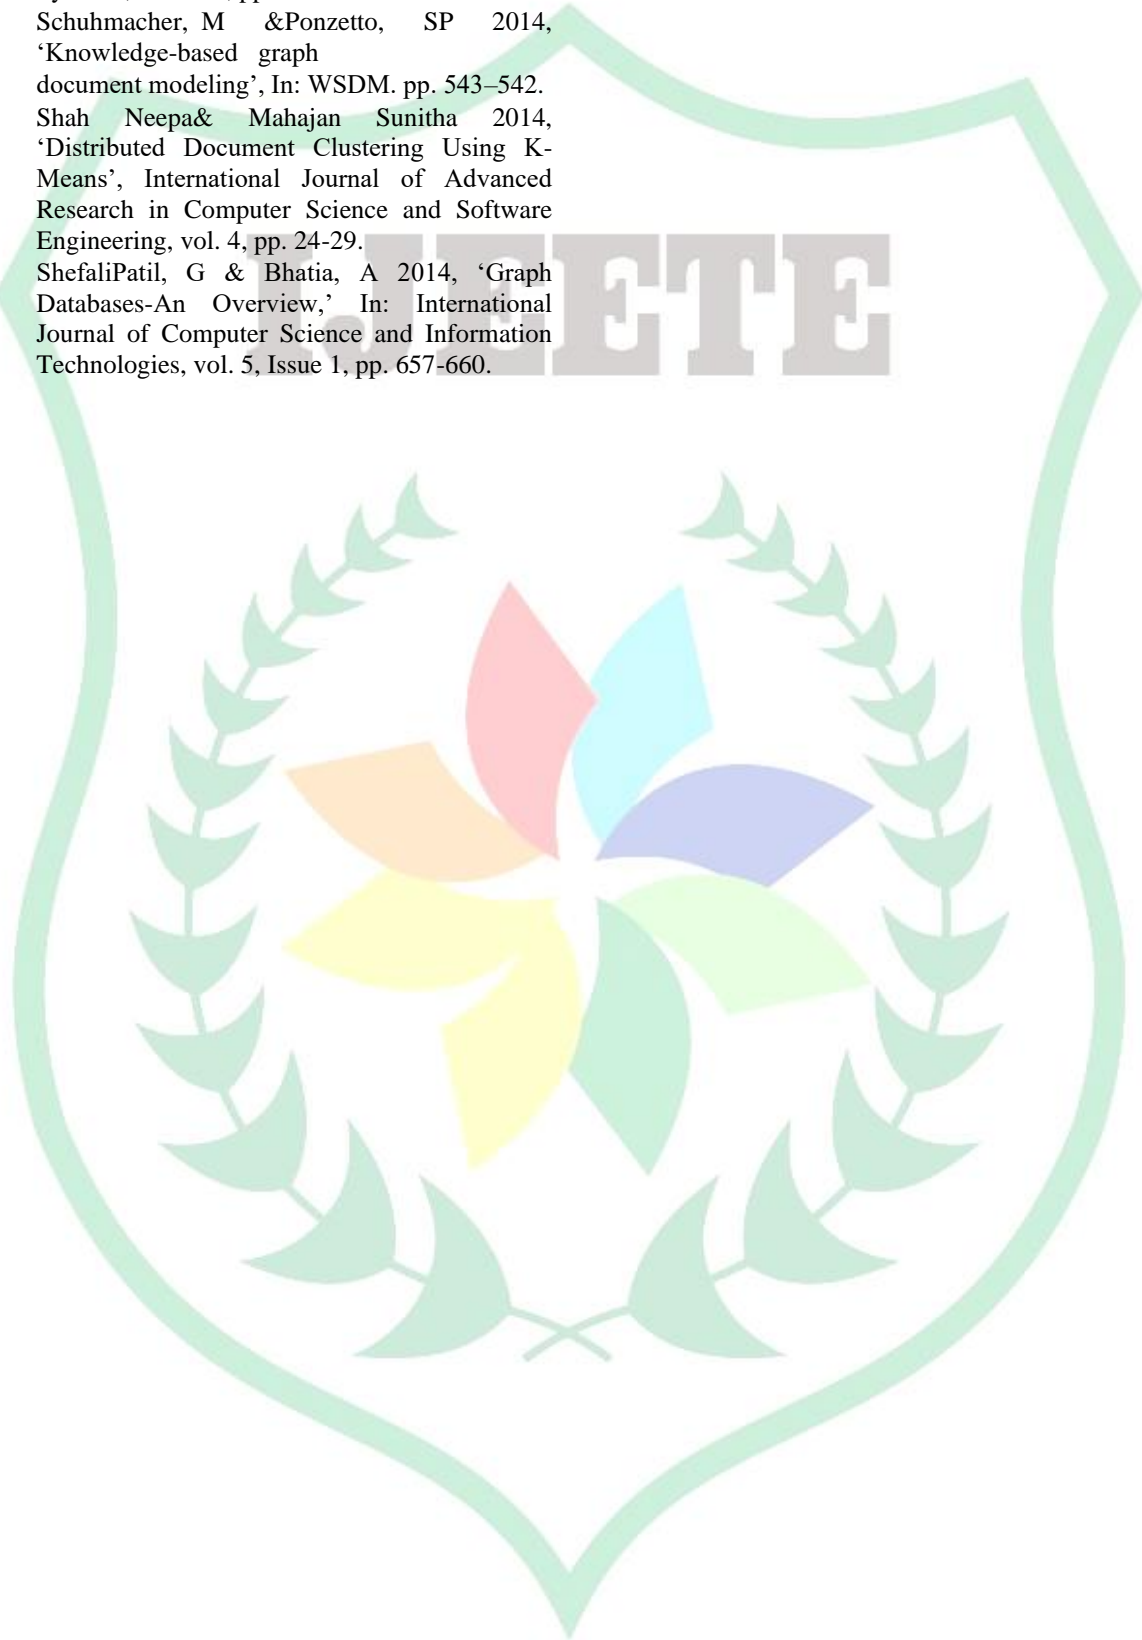 Schuhmacher, M &Ponzetto, SP 2014,
‘Knowledge-based graph
document modeling’, In: WSDM. pp. 543–542.
Shah Neepa& Mahajan Sunitha 2014,
‘Distributed Document Clustering Using K-
Means’, International Journal of Advanced
Research in Computer Science and Software
Engineering, vol. 4, pp. 24-29.
ShefaliPatil, G & Bhatia, A 2014, ‘Graph
Databases-An Overview,’ In: International
Journal of Computer Science and Information
Technologies, vol. 5, Issue 1, pp. 657-660.
IJEETE